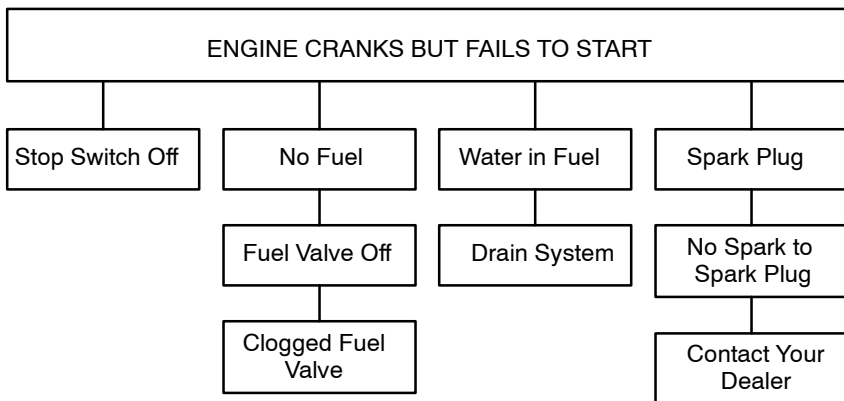 ENGINE CRANKS BUT FAILS TO START
Stop Switch Off
No Fuel
Water in Fuel
Spark Plug
Fuel Valve Off
Drain System
No Spark to
Spark Plug
Clogged Fuel
Valve
Contact Your
Dealer